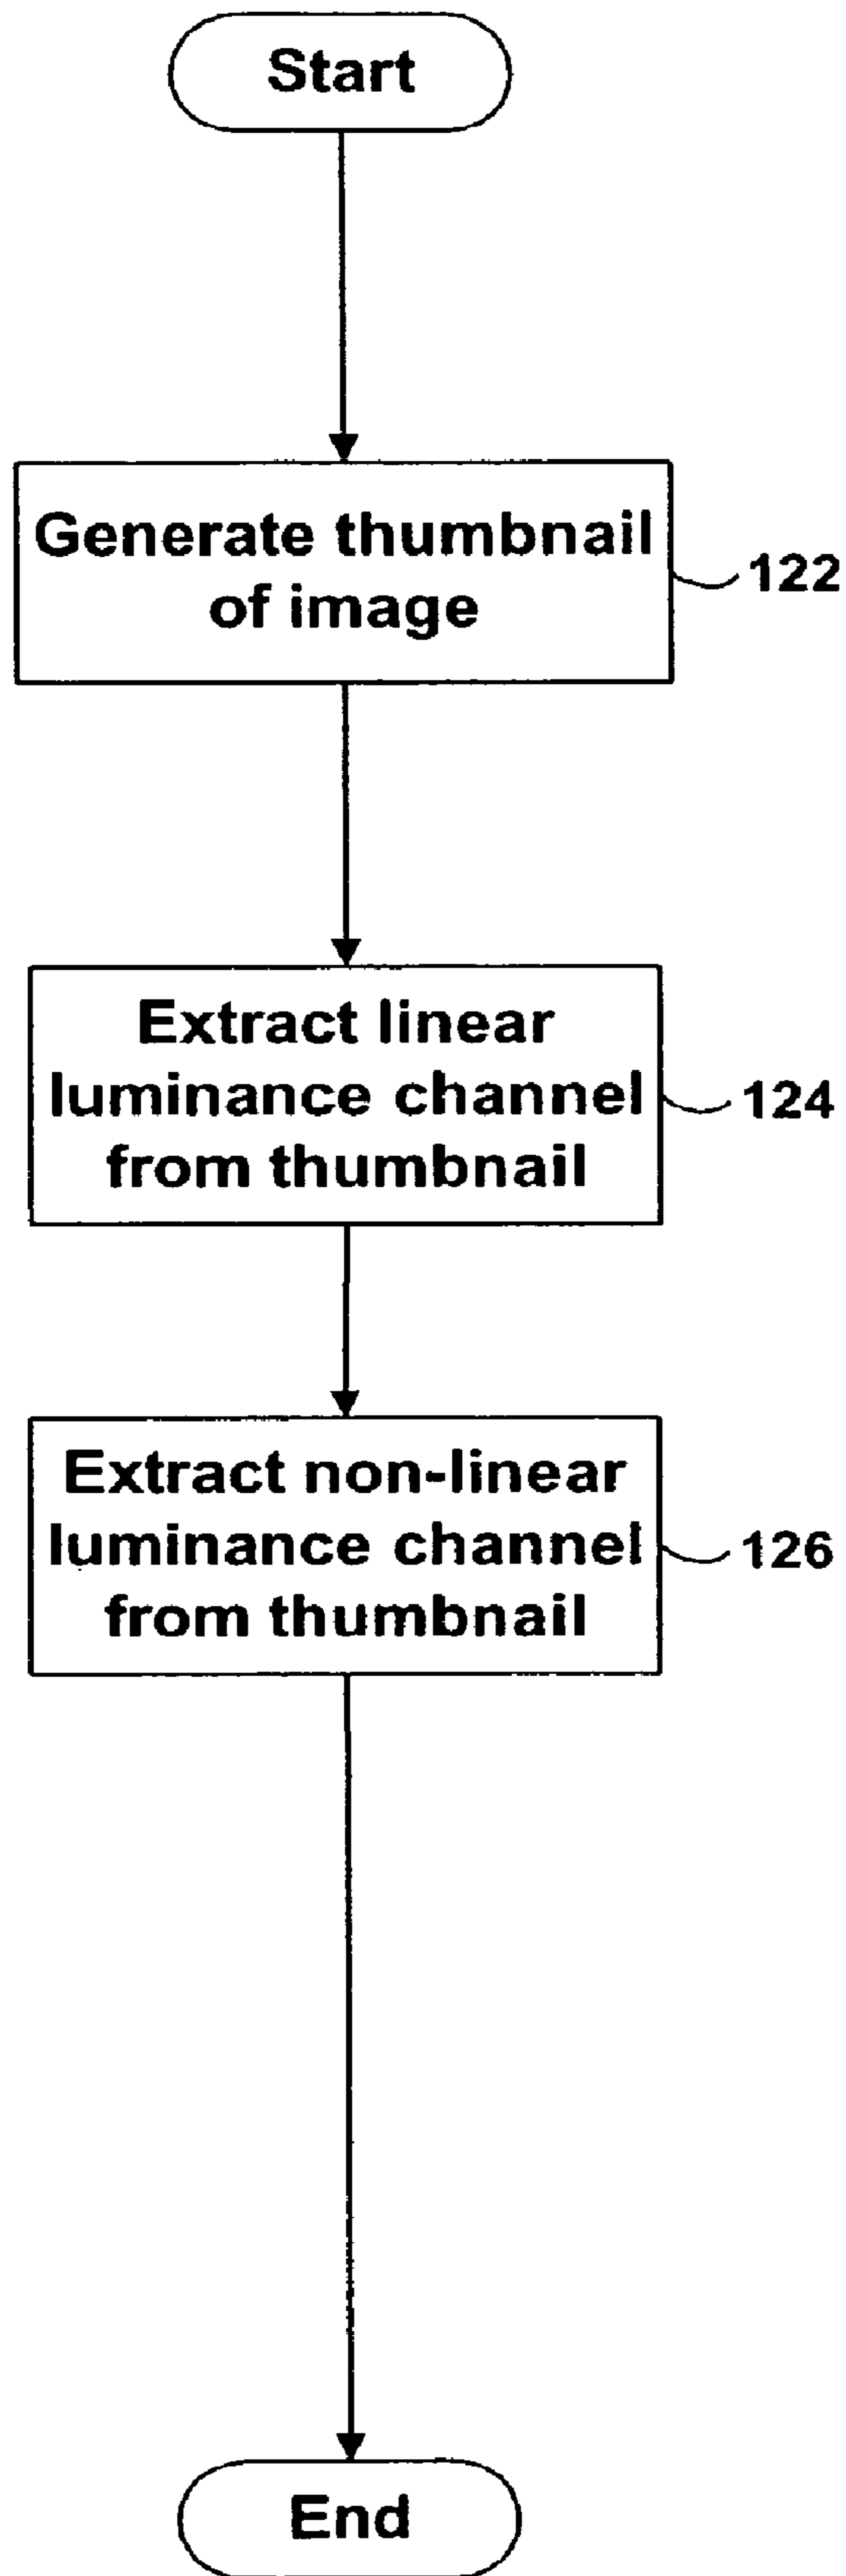 Start
Generate thumbnail
of image
122
Extract linear
luminance channel
from thumbnail
124
Extract non-linear
luminance channel
from thumbnail
126
End